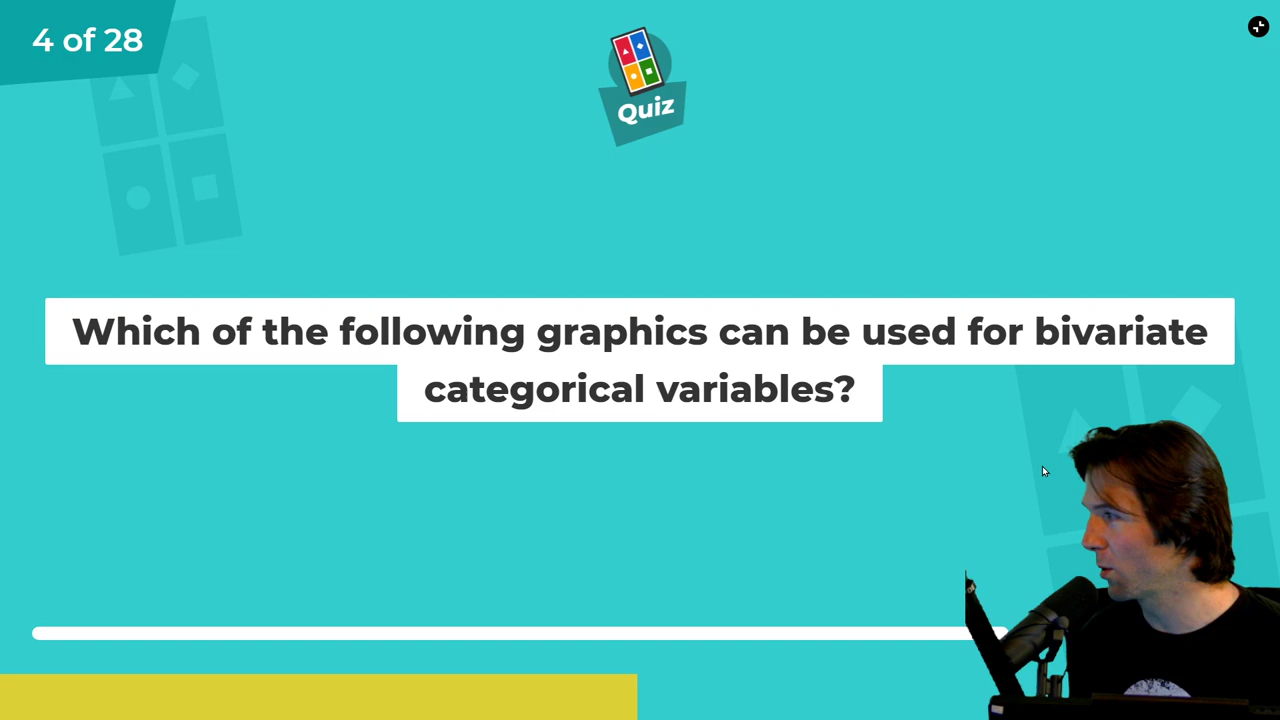 4 of 28
Quiz
Which of the following graphics can be used for bivariate
categorical variables?